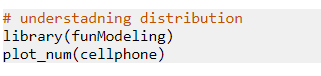 # understadning distribution
library(funModeling)
plot_num(cellphone)